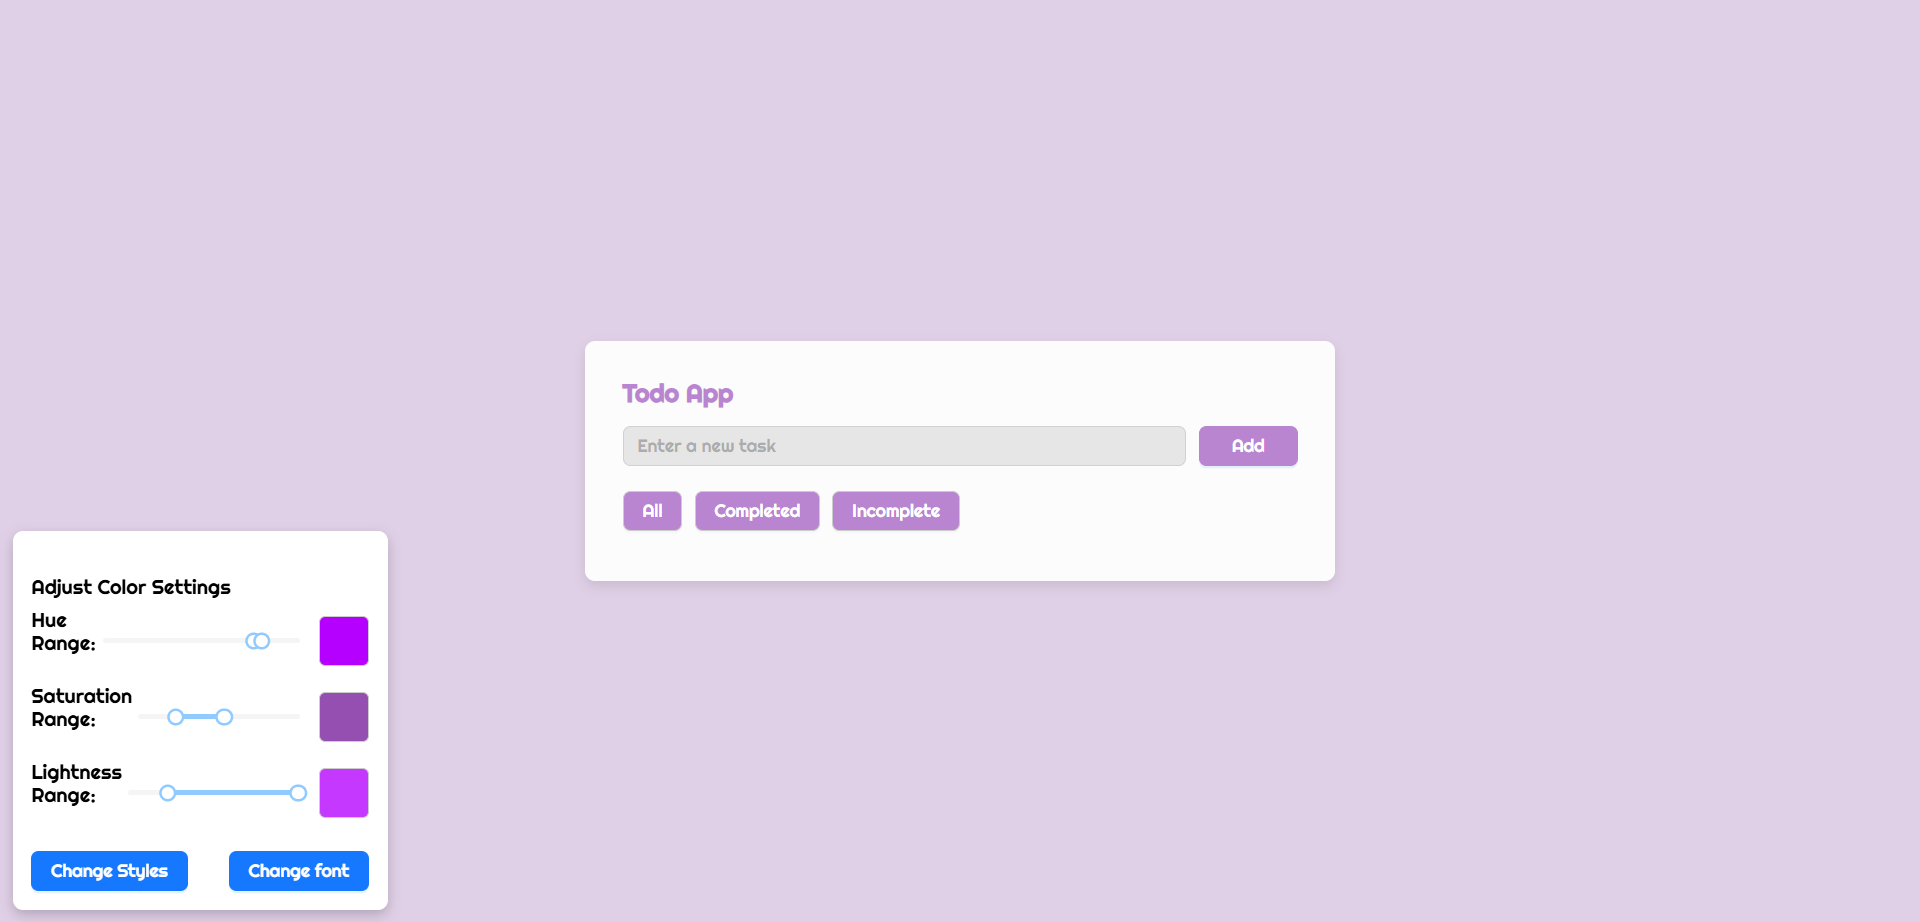 Todo App
Enter a new task
Add
All
Completed
Incomplete
Adjust Color Settings
Hue
Range:
Saturation
Range:
Lightness
Range:
Change Styles
Change font